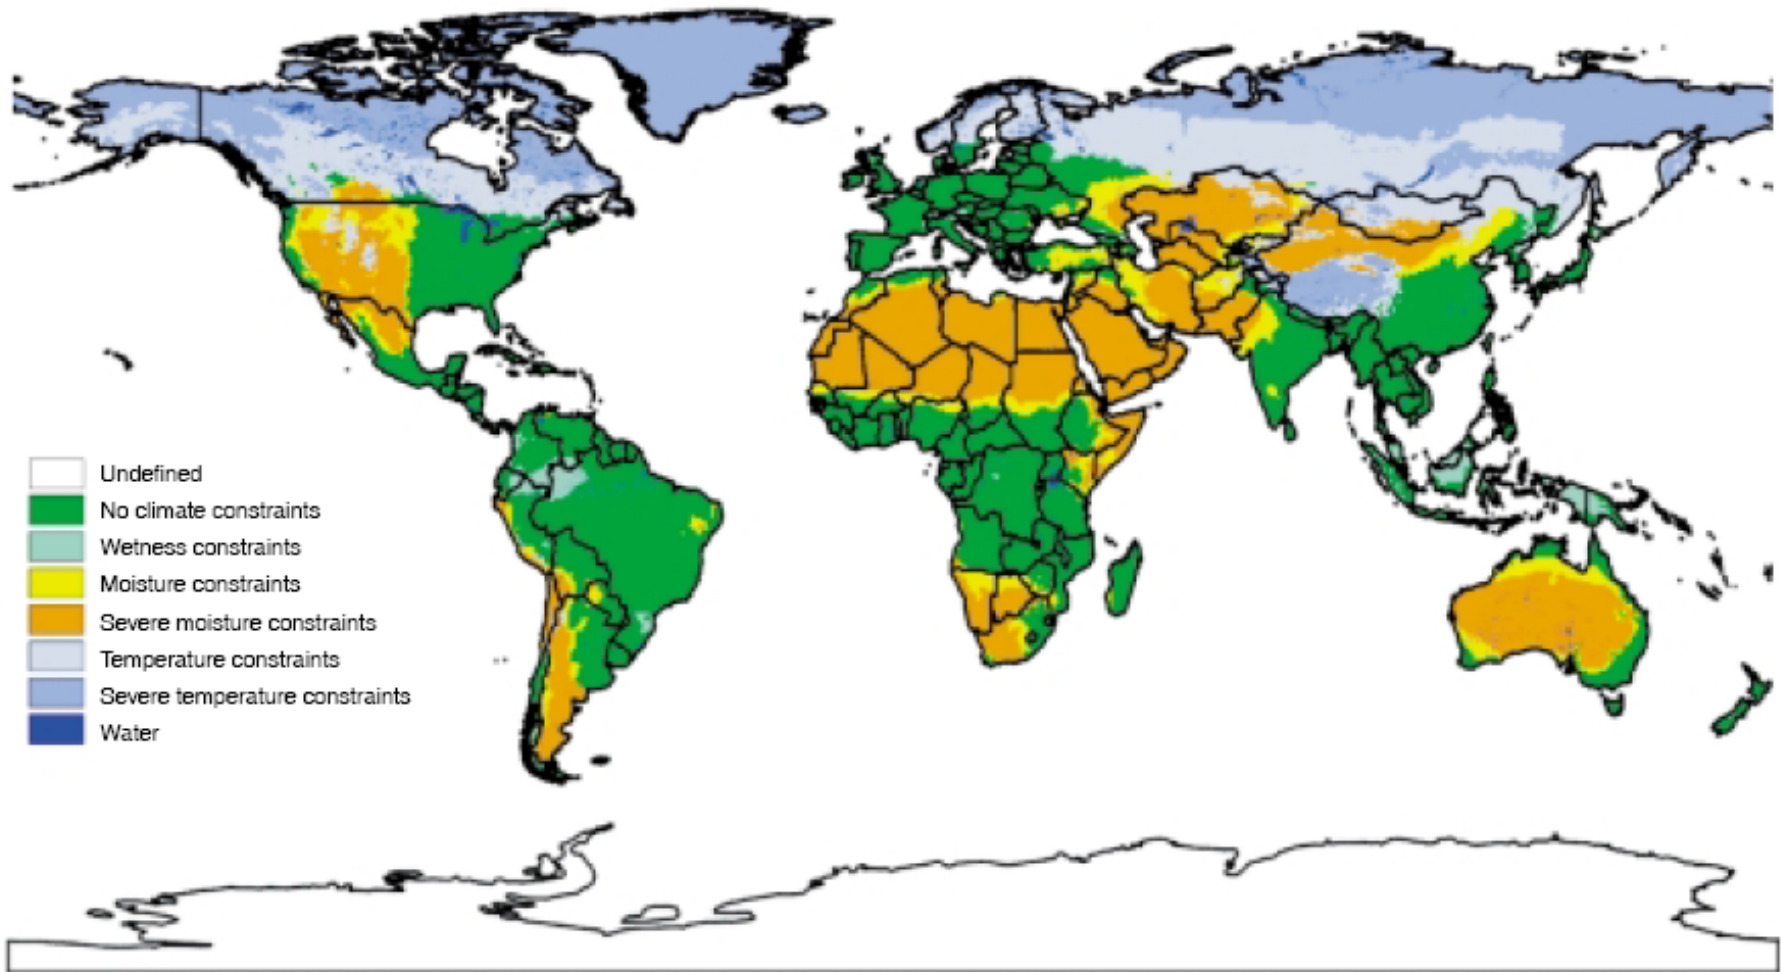 Undefined
No climate constraints
Wetness constraints
Moisture constraints
Severe moisture constraints
Temperature constraints
Severe temperature constraints
Water